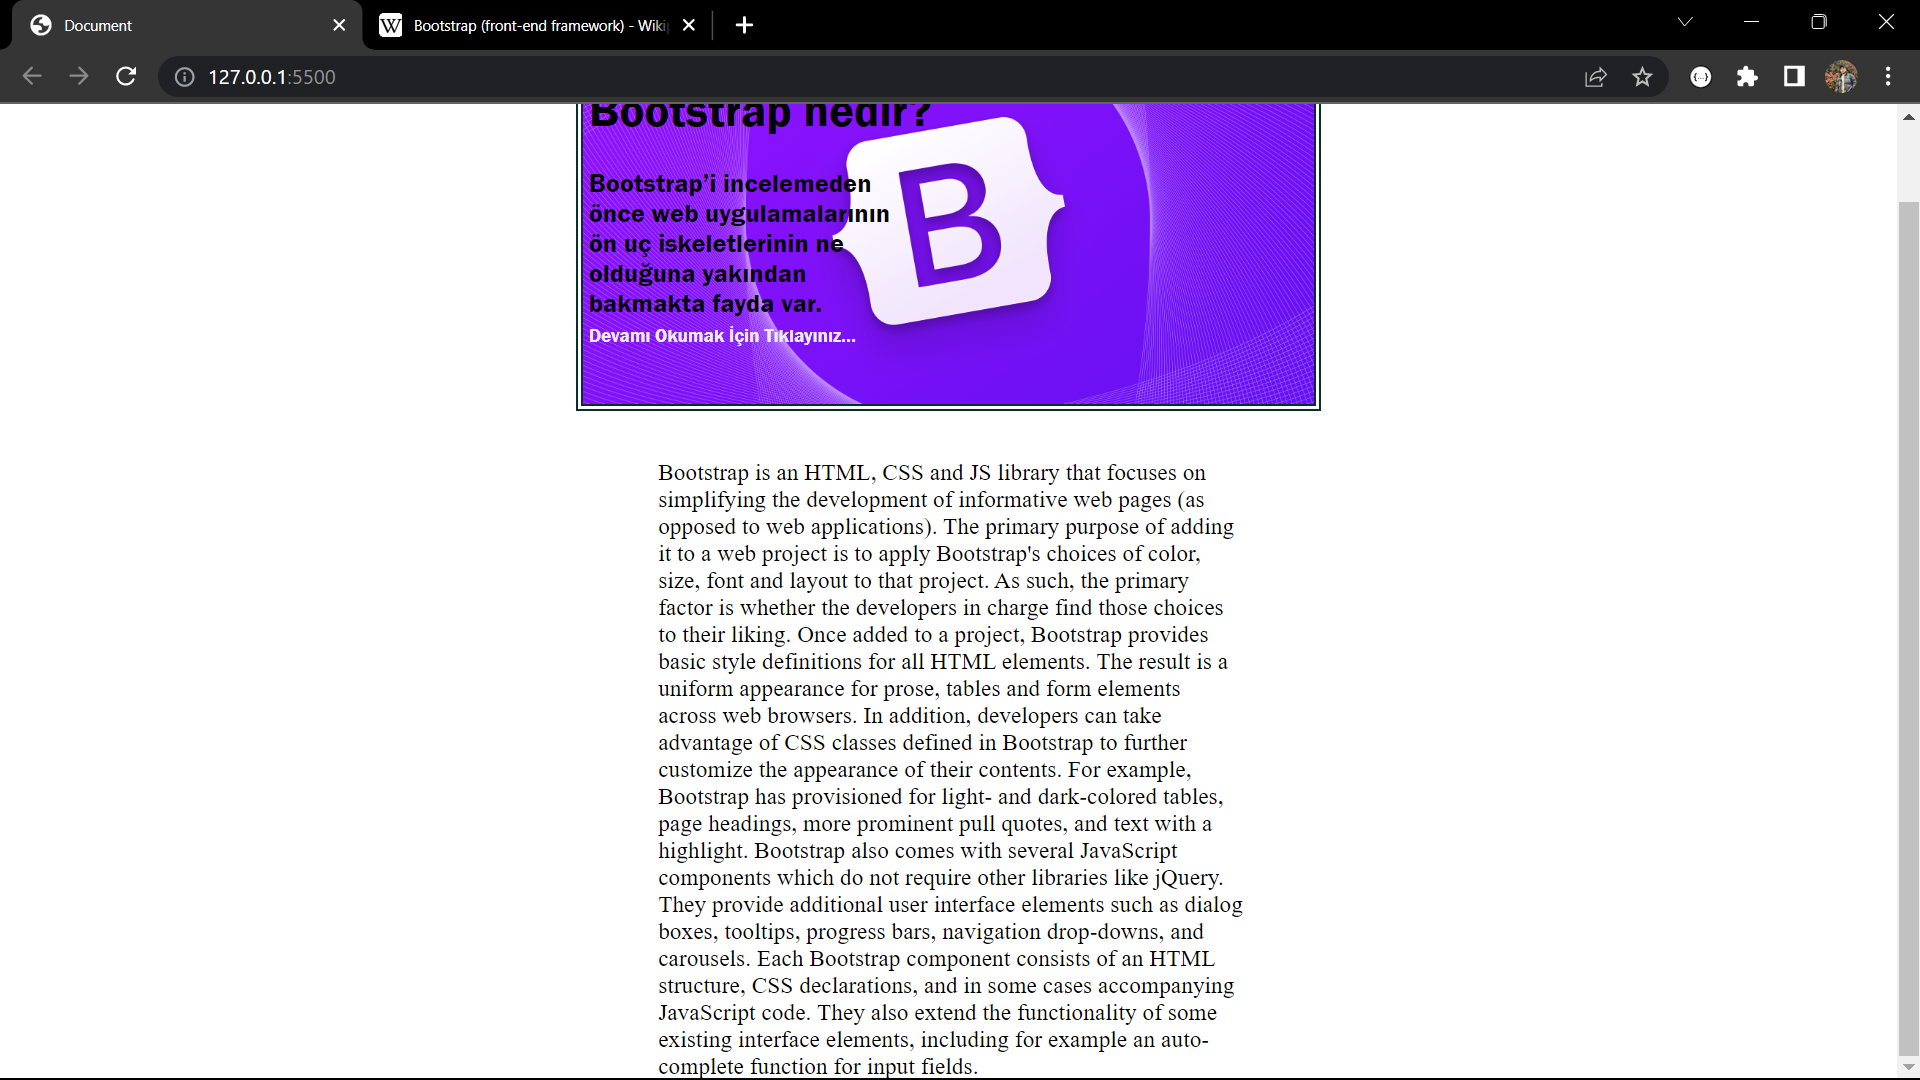 Document
Bootstrap (front-end framework) - Wiki
127.0.0.1:5500
Bootstrap nedir?
Bootstrap’i incelemeden
önce web uygulamalarının
ön uç iskeletlerinin ne
olduğuna yakından
bakmakta fayda var.
Devamı Okumak İçin Tıklayınız...
B
Bootstrap is an HTML, CSS and JS library that focuses on
simplifying the development of informative web pages (as
opposed to web applications). The primary purpose of adding
it to a web project is to apply Bootstrap's choices of color,
size, font and layout to that project. As such, the primary
factor is whether the developers in charge find those choices
to their liking. Once added to a project, Bootstrap provides
basic style definitions for all HTML elements. The result is a
uniform appearance for prose, tables and form elements
across web browsers. In addition, developers can take
advantage of CSS classes defined in Bootstrap to further
customize the appearance of their contents. For example,
Bootstrap has provisioned for light- and dark-colored tables,
page headings, more prominent pull quotes, and text with a
highlight. Bootstrap also comes with several JavaScript
components which do not require other libraries like jQuery.
They provide additional user interface elements such as dialog
boxes, tooltips, progress bars, navigation drop-downs, and
carousels. Each Bootstrap component consists of an HTML
structure, CSS declarations, and in some cases accompanying
JavaScript code. They also extend the functionality of some
existing interface elements, including for example an auto-
complete function for input fields.